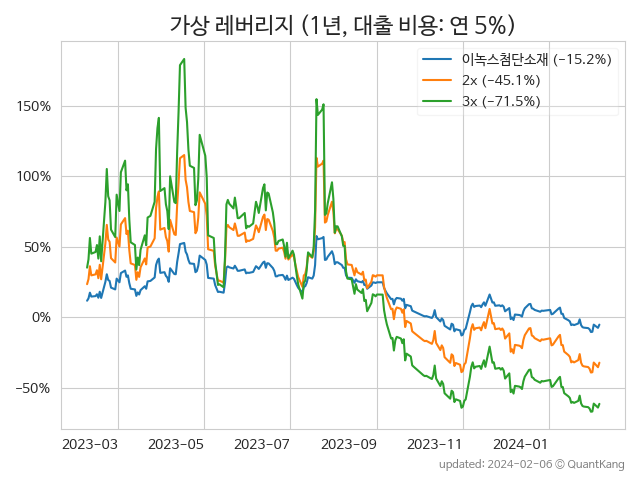 가상 레버리지 (1년, 대출 비용: 연 5%)
이녹스첨단소재 (−15.2%)
2x (−45.1%)
3x (−71.5%)
150%
100%
50%
0%
−50%
2023-03
2023-05
2023-07
2023-09
2023-11
2024-01
updated: 2024-02-06 © QuantKang